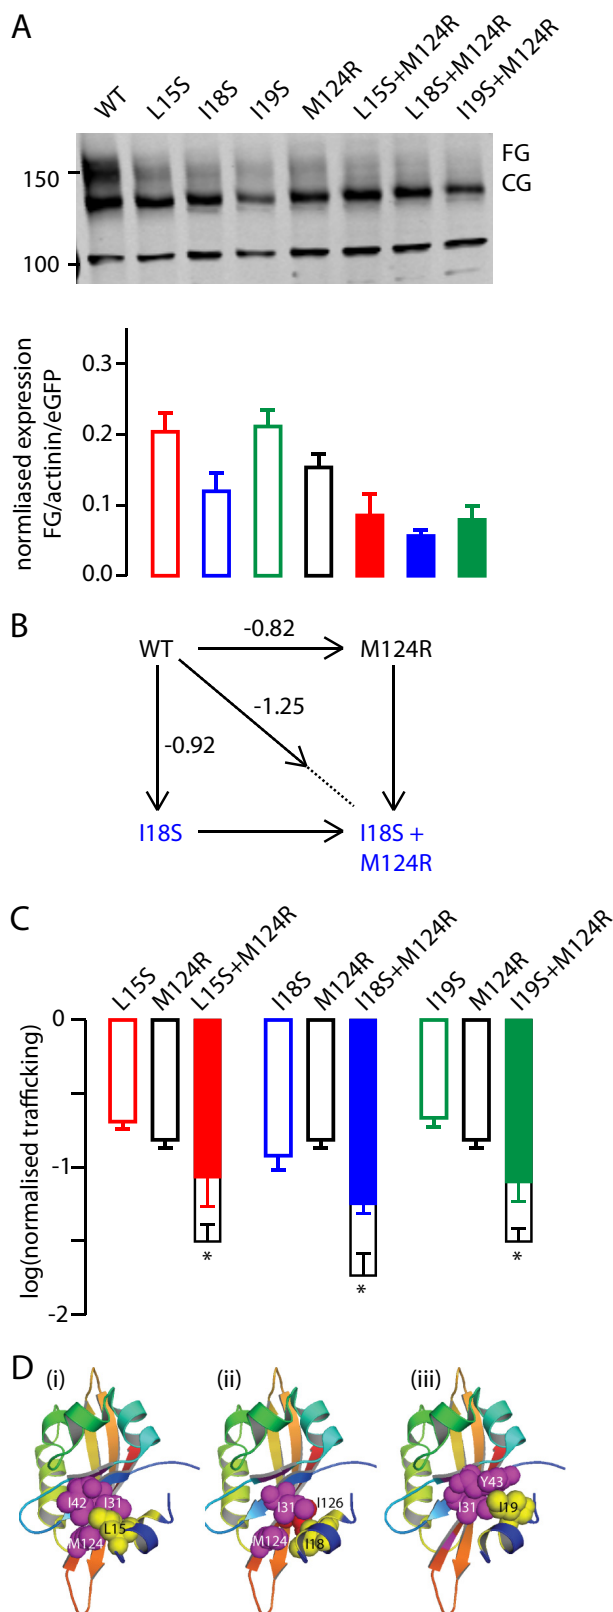 A
WT L15S I18S I19S M124R L15S+M124R L18S+M124R I19S+M124R
FG
150
CG
100
normliased expression
FG/actinin/eGFP
0.3
0.2
0.1
0.0
B
WT -0.82 M124R
-1.25
-0.92
I18S I18S +
M124R
C
L15S M124R L15S+M124R I18S M124R I18S+M124R I19S M124R I19S+M124R
log(normalised trafficking)
0
-1
-2
* * *
D (i) (ii) (iii)
I42 I31 L15 M124
I31 I126 M124 I18
Y43 I31 I19